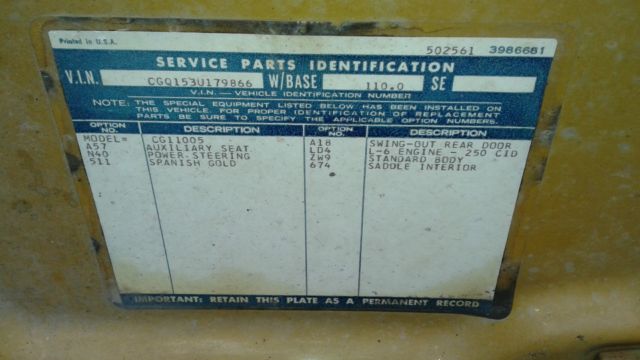 Printed in U.S.A. 502561 3986681
SERVICE PARTS IDENTIFICATION
V.I.N. CGQ153U179866 W/BASE 110.0 SE
V.I.N. – VEHICLE IDENTIFICATION NUMBER
NOTE: THE SPECIAL EQUIPMENT LISTED BELOW HAS BEEN INSTALLED ON
THIS VEHICLE. FOR PROPER IDENTIFICATION OF REPLACEMENT
PARTS BE SURE TO SPECIFY THE APPLICABLE OPTION NUMBERS.
OPTION NO. DESCRIPTION OPTION NO. DESCRIPTION
MODEL= CG11005 A18 SWING-OUT REAR DOOR
A57 AUXILIARY SEAT LD4 L-6 ENGINE - 250 CID
N40 POWER-STEERING ZW9 STANDARD BODY
511 SPANISH GOLD 674 SADDLE INTERIOR
IMPORTANT: RETAIN THIS PLATE AS A PERMANENT RECORD